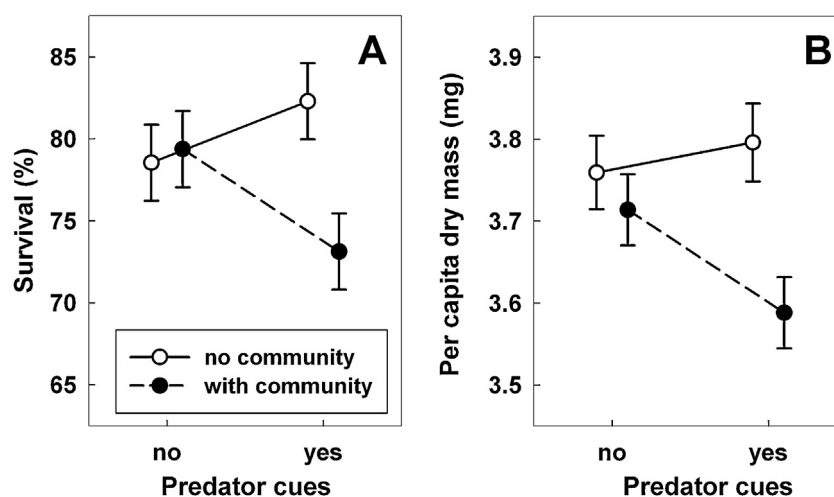 A
Survival (%)
85
80
75
70
65
no community
with community
no
yes
Predator cues
B
Per capita dry mass (mg)
3.9
3.8
3.7
3.6
3.5
no
yes
Predator cues